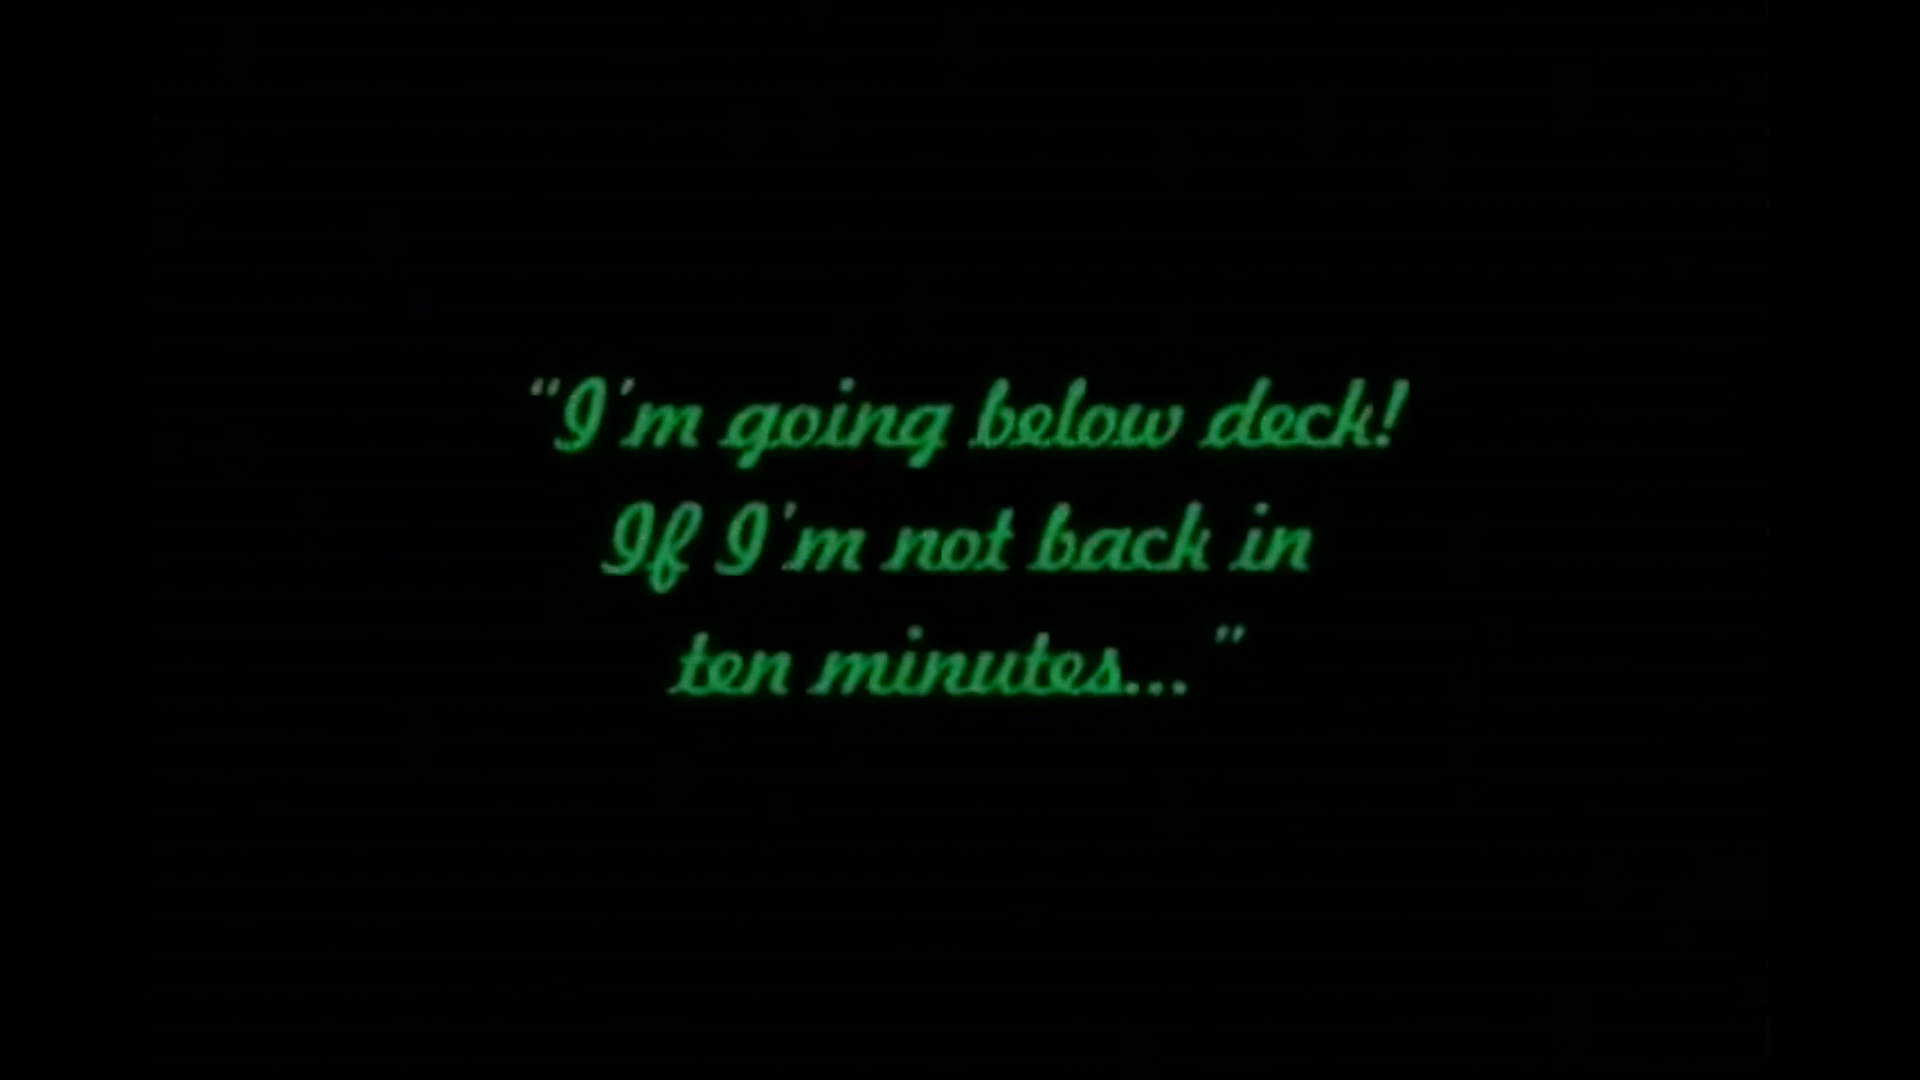 “I'm going below deck!
If I'm not back in
ten minutes...”